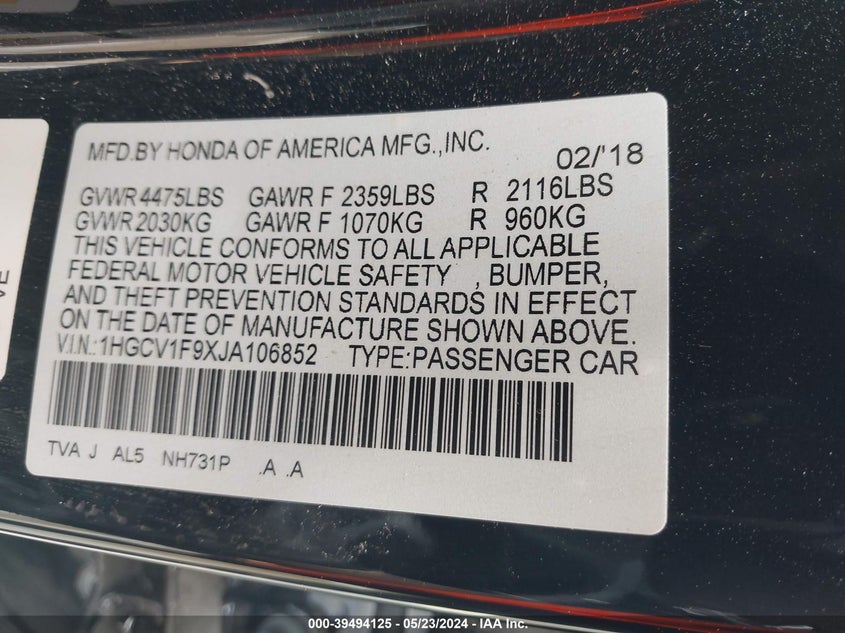 MFD.BY HONDA OF AMERICA MFG.,INC. 02/'18
GVWR 4475LBS GAWR F 2359LBS R 2116LBS
GVWR 2030KG GAWR F 1070KG R 960KG
THIS VEHICLE CONFORMS TO ALL APPLICABLE
FEDERAL MOTOR VEHICLE SAFETY , BUMPER,
AND THEFT PREVENTION STANDARDS IN EFFECT
ON THE DATE OF MANUFACTURE SHOWN ABOVE.
V.I.N.:1HGCV1F9XJA106852 TYPE:PASSENGER CAR
TVA J AL5 NH731P .A .A
000-39494125 - 05/23/2024 - IAA Inc.